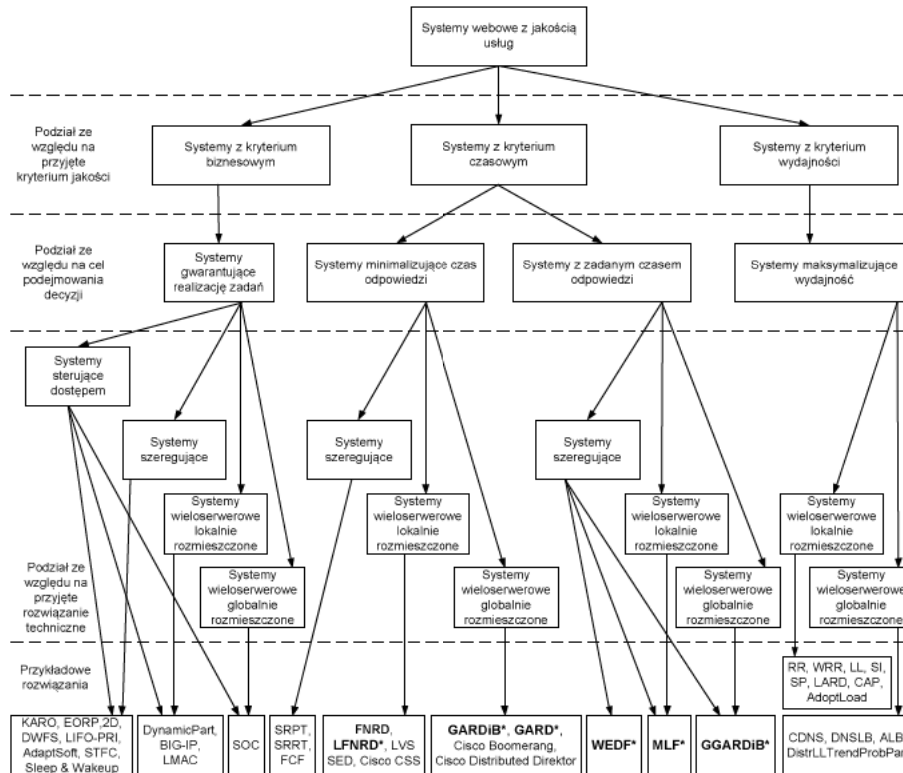 Systemy webowe z jakością
usług
Podział ze
względu na
przyjęte
kryterium jakości
Systemy z kryterium
biznesowym
Systemy z kryterium
czasowym
Systemy z kryterium
wydajności
Podział ze
względu na cel
podejmowania
decyzji
Systemy
gwarantujące
realizację zadań
Systemy minimalizujące czas
odpowiedzi
Systemy z zadanym czasem
odpowiedzi
Systemy maksymalizujące
wydajność
Systemy
sterujące
dostępem
Systemy
szeregujące
Systemy
szeregujące
Systemy
szeregujące
Systemy
wieloserwerowe
lokalnie
rozmieszczone
Systemy
wieloserwerowe
lokalnie
rozmieszczone
Systemy
wieloserwerowe
lokalnie
rozmieszczone
Systemy
wieloserwerowe
lokalnie
rozmieszczone
Podział ze
względu na
przyjęte
rozwiązanie
techniczne
Systemy
wieloserwerowe
globalnie
rozmieszczone
Systemy
wieloserwerowe
globalnie
rozmieszczone
Systemy
wieloserwerowe
globalnie
rozmieszczone
Systemy
wieloserwerowe
globalnie
rozmieszczone
Przykładowe
rozwiązania
RR, WRR, LL, SI,
SP, LARD, CAP,
AdoptLoad
KARO, EORP,2D,
DWFS, LIFO-PRI,
AdaptSoft, STFC,
Sleep & Wakeup
DynamicPart,
BIG-IP,
LMAC
SOC
SRPT,
SRRT,
FCF
FNRD,
LFNRD*, LVS
SED, Cisco CSS
GARDiB*, GARD*,
Cisco Boomerang,
Cisco Distributed Direktor
WEDF*
MLF*
GGARDiB*
CDNS, DNSLB, ALB
DistrLLTrendProbPar